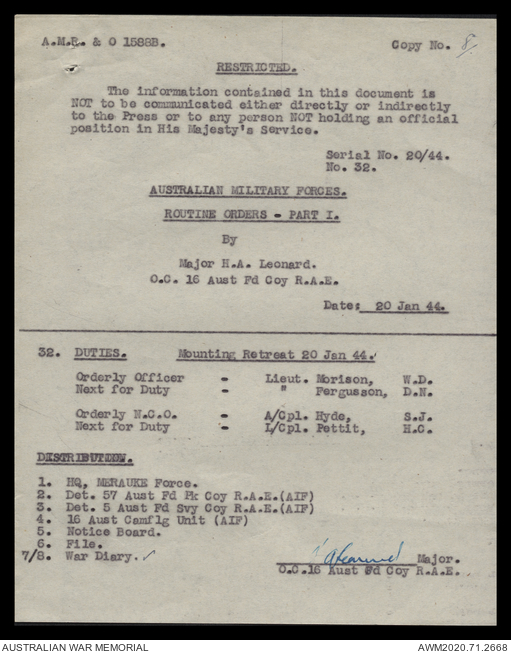 A.M.R. & O 1588B.
Copy No. 8
RESTRICTED.
The information contained in this document is
NOT to be communicated either directly or indirectly
to the Press or to any person NOT holding an official
position in His Majesty's Service.
Serial No. 20/44.
No. 32.
AUSTRALIAN MILITARY FORCES.
ROUTINE ORDERS - PART I.
By
Major H.A. Leonard.
O.C. 16 Aust Fd Coy R.A.E.
Date: 20 Jan 44.
32. DUTIES. Mounting Retreat 20 Jan 44.
Orderly Officer - Lieut. Morison, W.D.
Next for Duty - " Fergusson, D.N.
Orderly N.C.O. - A/Cpl. Hyde, S.J.
Next for Duty - L/Cpl. Pettit, H.C.
DISTRIBUTION.
1. HQ, MERAUKE Force.
2. Det. 57 Aust Fd Pk Coy R.A.E.(AIF)
3. Det. 5 Aust Fd Svy Coy R.A.E.(AIF)
4. 16 Aust Camflg Unit (AIF)
5. Notice Board.
6. File.
7/8. War Diary. ✓
Major.
O.C.16 Kust Fd Coy R.A.E.
AUSTRALIAN WAR MEMORIAL
AWM2020.71.2668